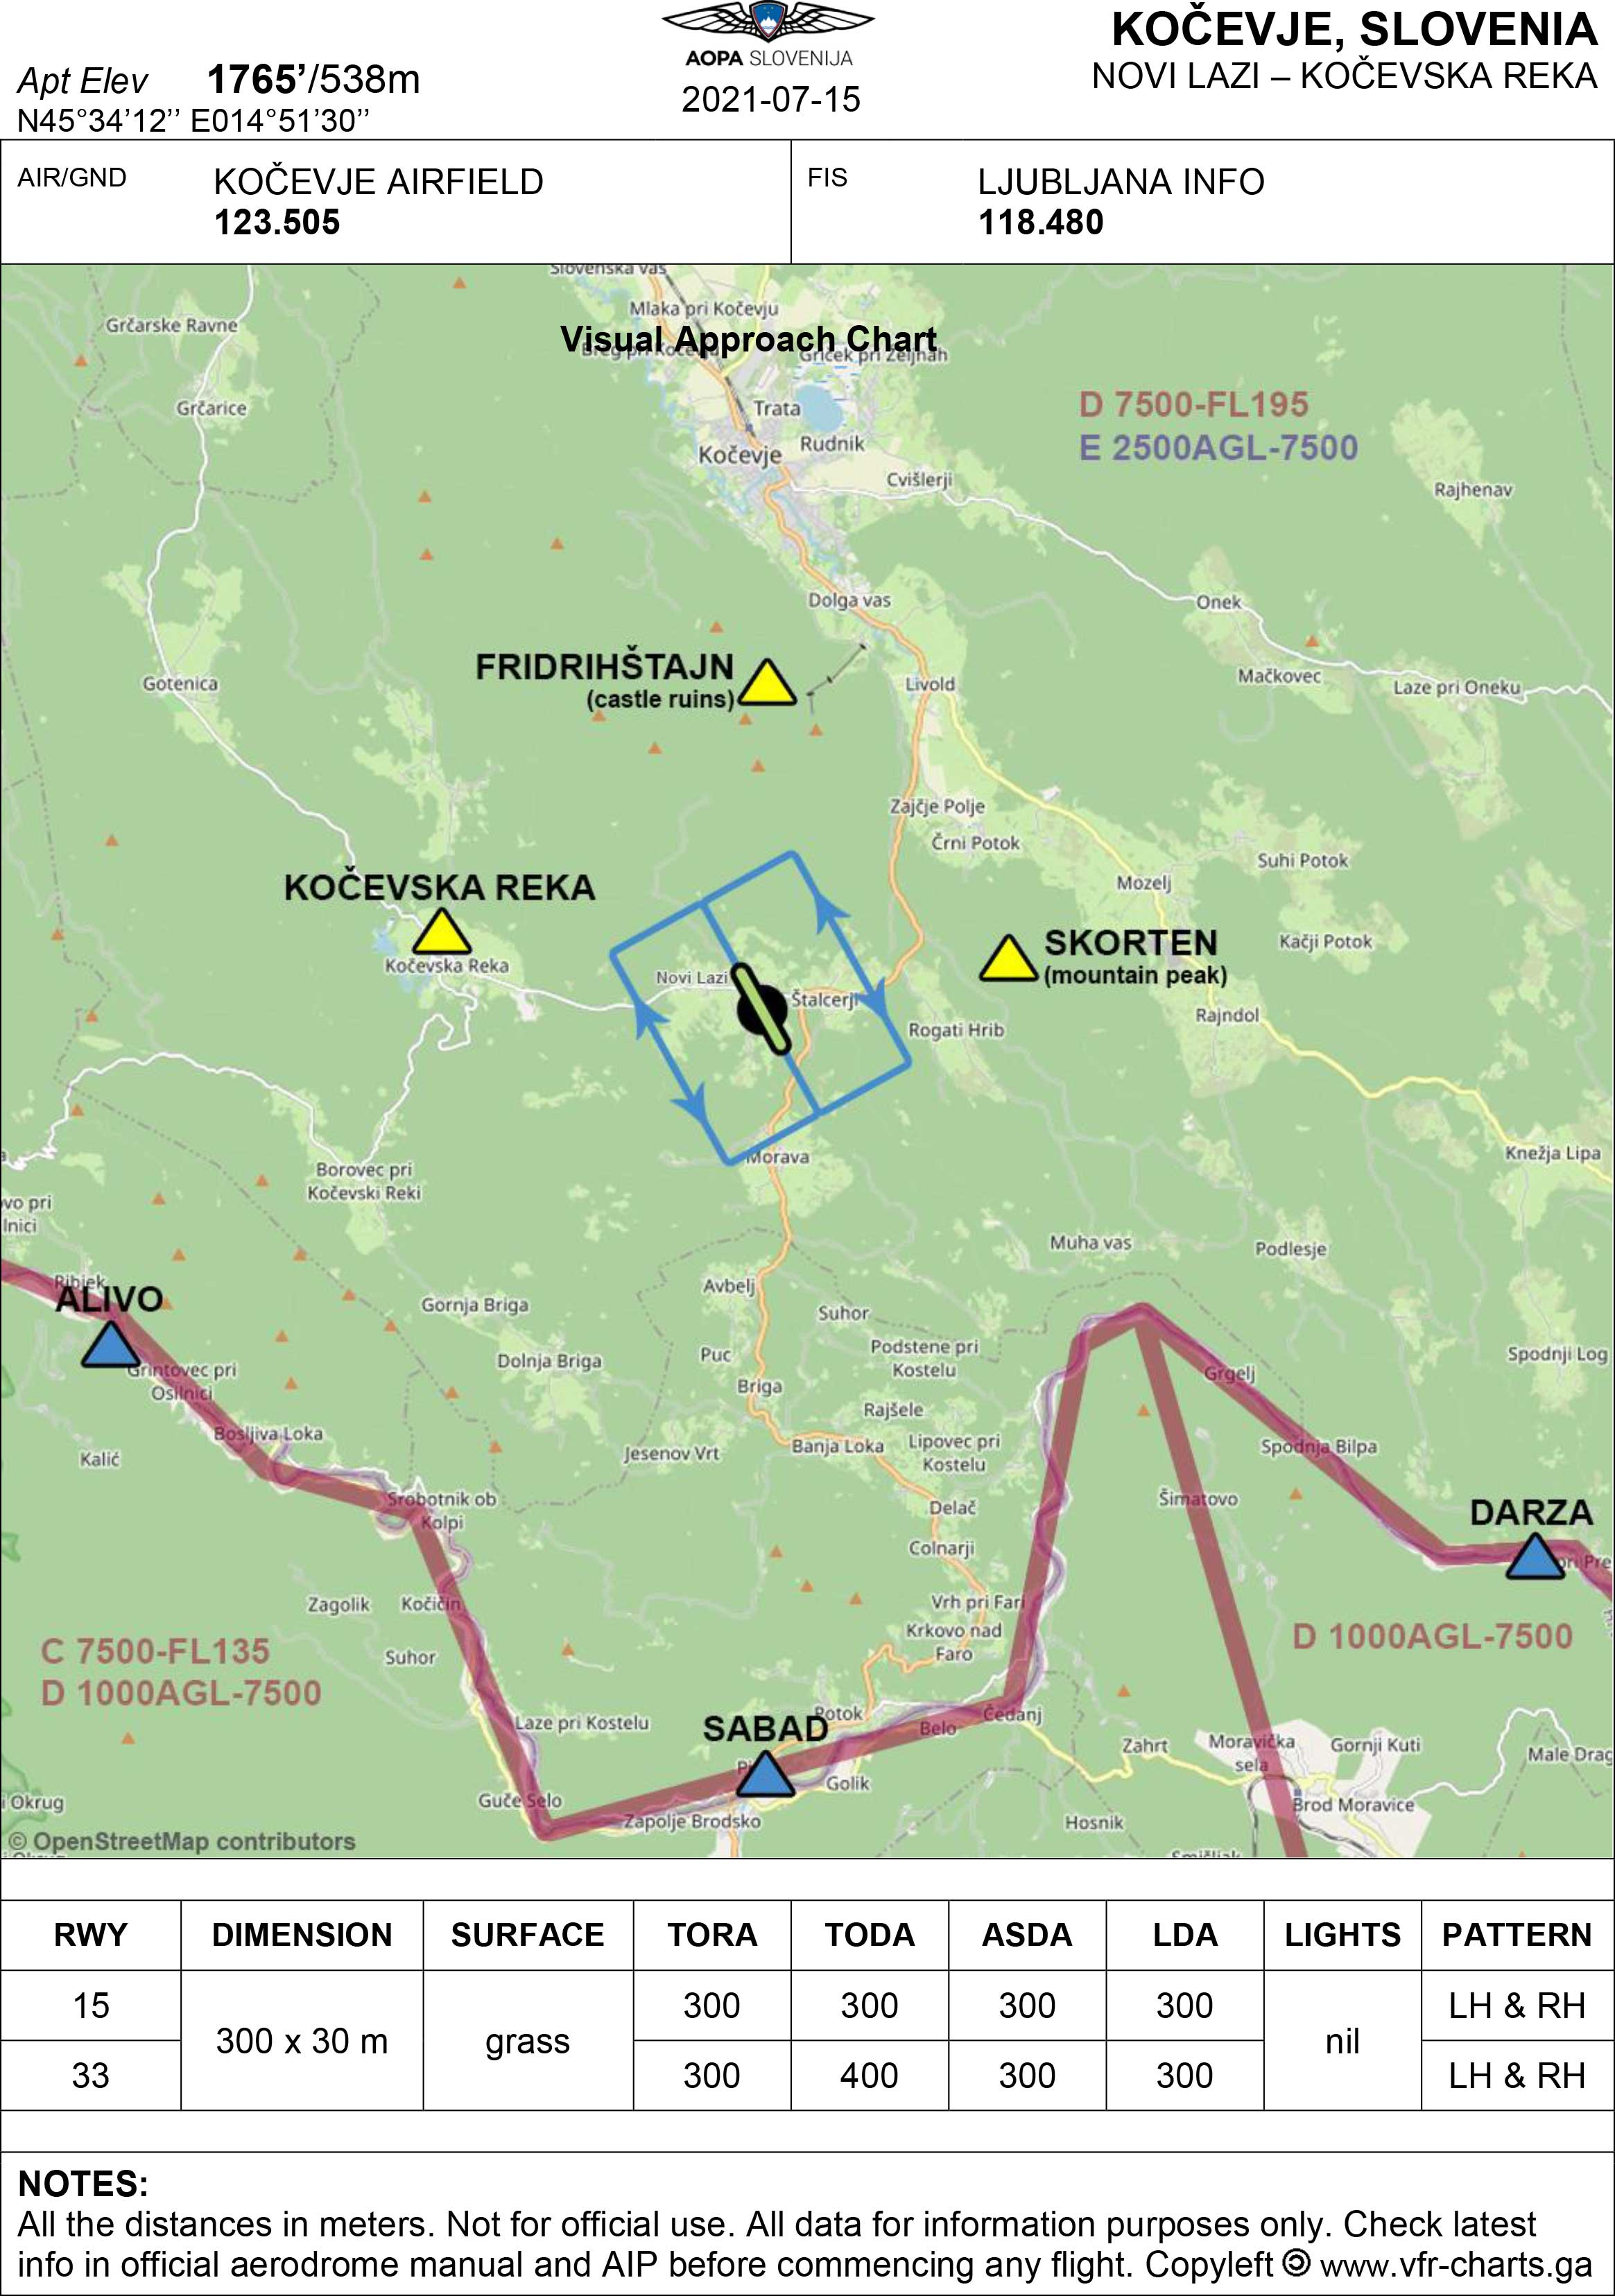 KOČEVJE, SLOVENIA
NOVI LAZI – KOČEVSKA REKA
AOPA SLOVENIJA
2021-07-15
Apt Elev 1765’/538m
N45°34’12’’ E014°51’30’’
AIR/GND
KOČEVJE AIRFIELD
123.505
FIS
LJUBLJANA INFO
118.480
Slovenska vas
Mlaka pri Kočevju
Grčarske Ravne
Visual Approach Chart
Breg pri Kočevju
Griček pri Željnah
Grčarice
Trata
D 7500-FL195
E 2500AGL-7500
Rudnik
Kočevje
Cvišlerji
Rajhenav
Dolga vas
Onek
FRIDRIHŠTAJN
(castle ruins)
Gotenica
Livold
Mačkovec
Laze pri Oneku
Zajčje Polje
Črni Potok
Suhi Potok
Mozelj
KOČEVSKA REKA
Kočevska Reka
SKORTEN
(mountain peak)
Kačji Potok
Novi Lazi
Štalcerji
Rajndol
Rogati Hrib
Morava
Knežja Lipa
Borovec pri
Kočevski Reki
vo pri
lnici
Muha vas
Podlesje
Ribjek
ALIVO
Avbelj
Gornja Briga
Suhor
Puc
Podstene pri
Kostelu
Dolnja Briga
Spodnji Log
Grintovec pri
Osilnici
Grgelj
Briga
Rajšele
Bosljiva Loka
Kalić
Jesenov Vrt
Banja Loka
Lipovec pri
Kostelu
Spodnja Bilpa
Srobotnik ob
Kolpi
Delač
Šimatovo
DARZA
ori Pre
Colnarji
Zagolik
Kočičin
Vrh pri Fari
Krkovo nad
Faro
Suhor
C 7500-FL135
D 1000AGL-7500
D 1000AGL-7500
Laze pri Kostelu
SABAD
Potok
Belo
Čedanj
Zahrt
Moravička
sela
Gornji Kuti
Male Drag
Golik
Guče Selo
Zapolje Brodsko
Hosnik
Brod Moravice
i Okrug
© OpenStreetMap contributors
RWY DIMENSION SURFACE TORA TODA ASDA LDA LIGHTS PATTERN
15 300 x 30 m grass 300 300 300 300 nil LH & RH
33 300 400 300 300 LH & RH
NOTES:
All the distances in meters. Not for official use. All data for information purposes only. Check latest
info in official aerodrome manual and AIP before commencing any flight. Copyleft 🄯 www.vfr-charts.ga